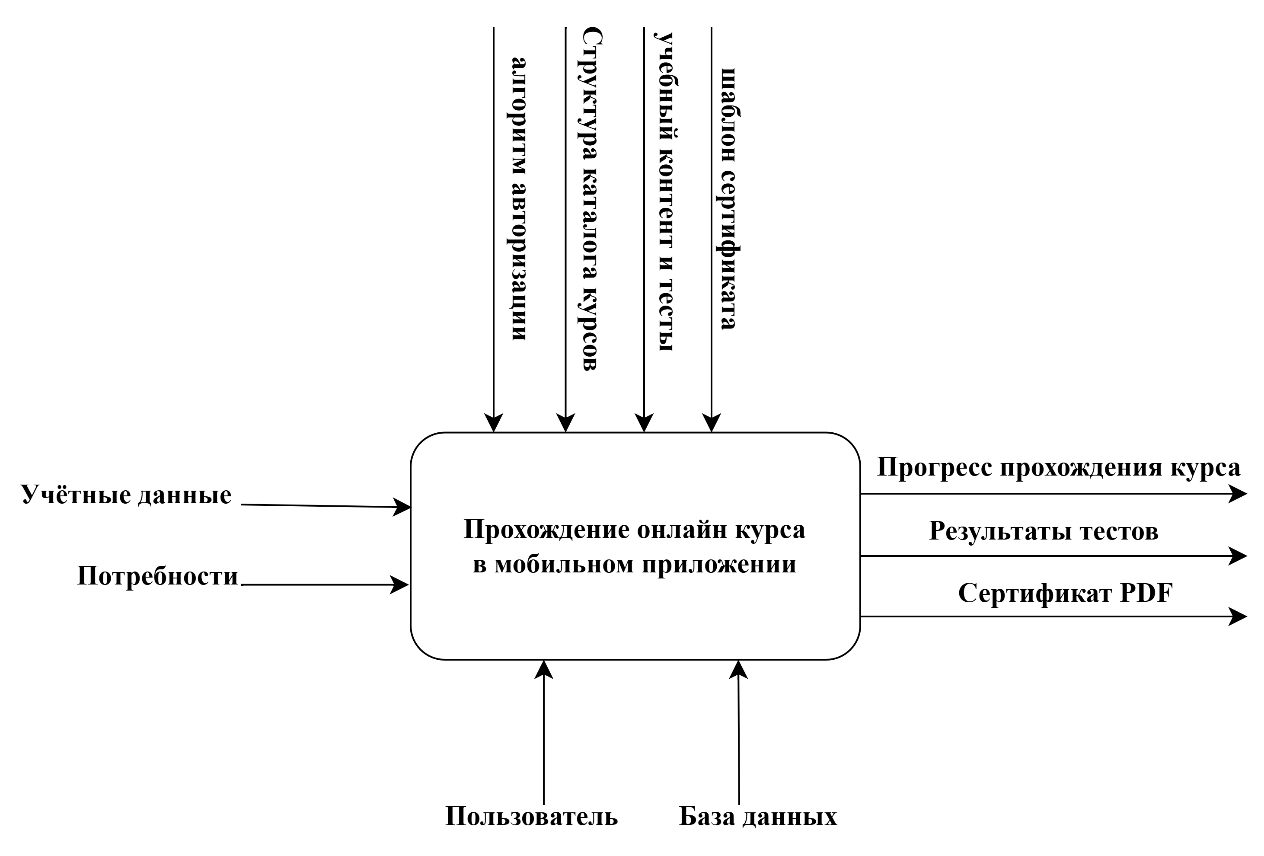 алгоритм авторизации
Структура каталога курсов
учебный контент и тесты
шаблон сертификата
Учётные данные
Потребности
Прохождение онлайн курса
в мобильном приложении
Прогресс прохождения курса
Результаты тестов
Сертификат PDF
Пользователь
База данных